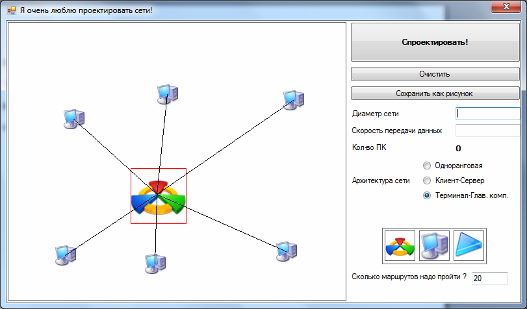 Я очень люблю проектировать сети!
Спроектировать!
Очистить
Сохранить как рисунок
Диаметр сети
Скорость передачи данных
Кол-во ПК 0
Одноранговая
Архитектура сети Клиент-Сервер
Терминал-Глав. комп.
Сколько маршрутов надо пройти ? 20